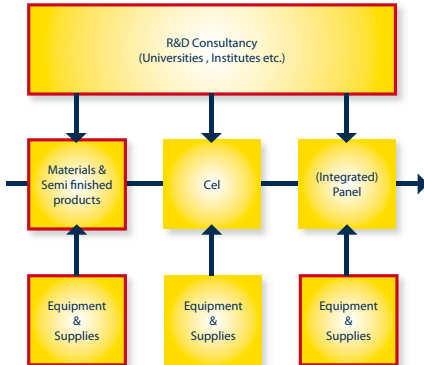 R&D Consultancy
(Universities , Institutes etc.)
Materials &
Semi finished
products
Cel
(Integrated)
Panel
Equipment
&
Supplies
Equipment
&
Supplies
Equipment
&
Supplies